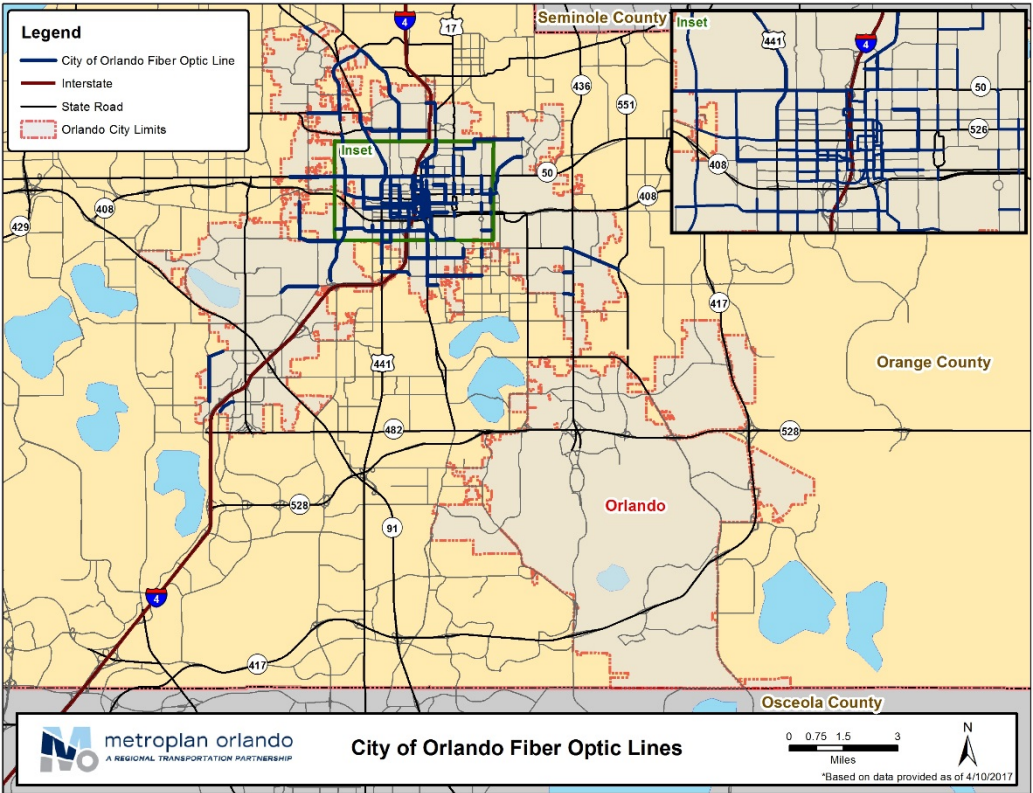 Legend
City of Orlando Fiber Optic Line
Interstate
State Road
Orlando City Limits
4
17
Seminole County
436
551
Inset
441
4
50
526
408
Inset
50
408
408
429
417
441
Orange County
482
528
528
Orlando
91
4
417
Osceola County
metroplan orlando
A REGIONAL TRANSPORTATION PARTNERSHIP
City of Orlando Fiber Optic Lines
0 0.75 1.5 3
Miles
N
*Based on data provided as of 4/10/2017